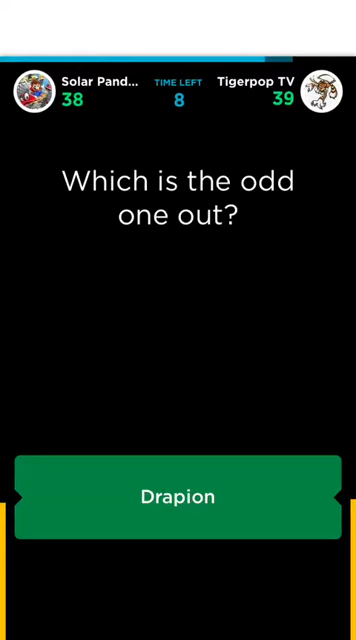 Solar Pand... TIME LEFT Tigerpop TV
38 8 39
Which is the odd
one out?
Drapion